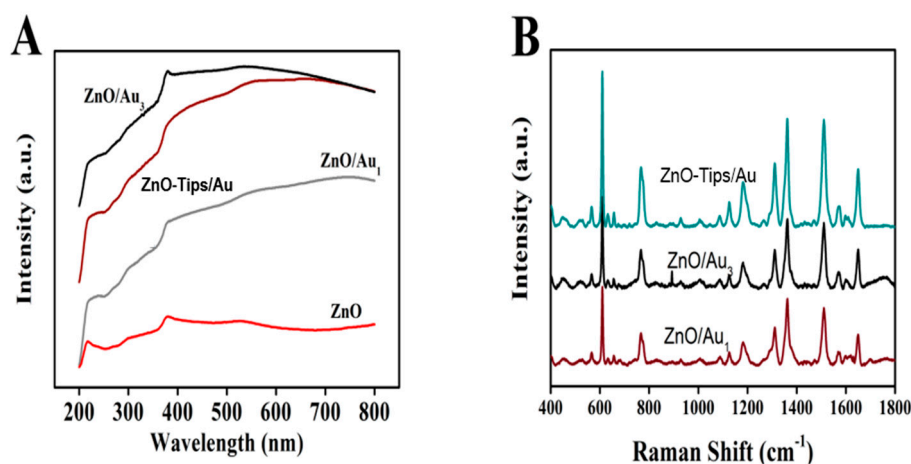 A
Intensity (a.u.)
ZnO/Au3
ZnO-Tips/Au
ZnO/Au1
ZnO
200 300 400 500 600 700 800
Wavelength (nm)
B
Intensity (a.u.)
ZnO-Tips/Au
ZnO/Au3
ZnO/Au1
400 600 800 1000 1200 1400 1600 1800
Raman Shift (cm-1)